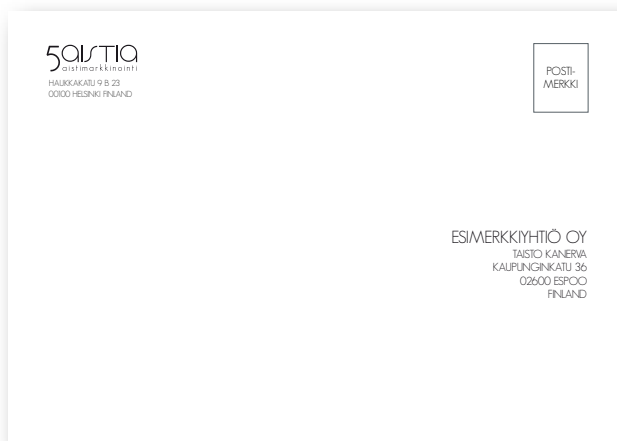 5aistia
aistimarkkinointi
HAUKKAKATU 9 B 23
00100 HELSINKI FINLAND
POSTI-
MERKKI
ESIMERKKIYHTIÖ OY
TAISTO KANERVA
KAUPUNGINKATU 36
02600 ESPOO
FINLAND